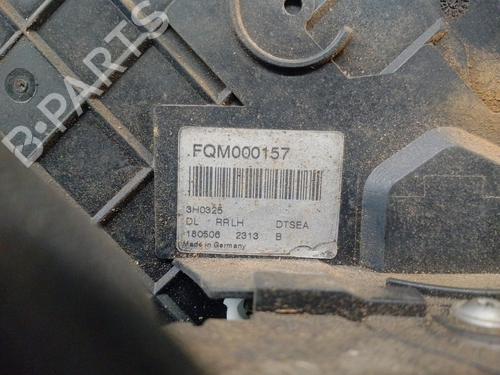 B-PARTS
FQM000157
3H0325
DL RRLH DTSEA
180506 2313 B
Made in Germany